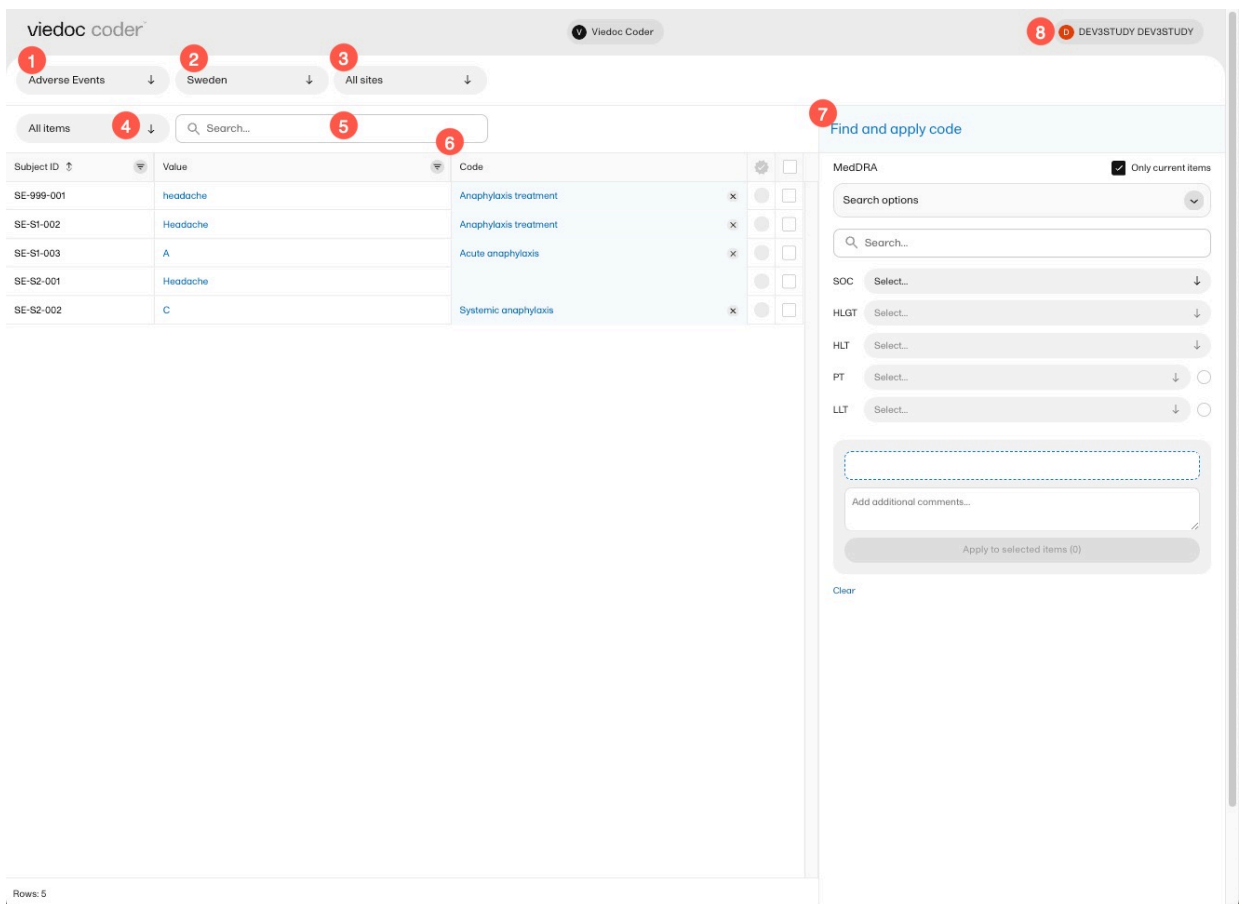 viedoc coder™
V Viedoc Coder
8 D DEV3STUDY DEV3STUDY
1 2 3
Adverse Events Sweden All sites
All items 4 Search... 5
7 Find and apply code
6
Subject ID Value Code
MedDRA Only current items
SE-999-001 headache Anaphylaxis treatment
SE-S1-002 Headache Anaphylaxis treatment
SE-S1-003 A Acute anaphylaxis
SE-S2-001 Headache
SE-S2-002 C Systemic anaphylaxis
Search options
Search...
SOC Select...
HLGT Select...
HLT Select...
PT Select...
LLT Select...
Add additional comments...
Apply to selected items (0)
Clear
Rows: 5